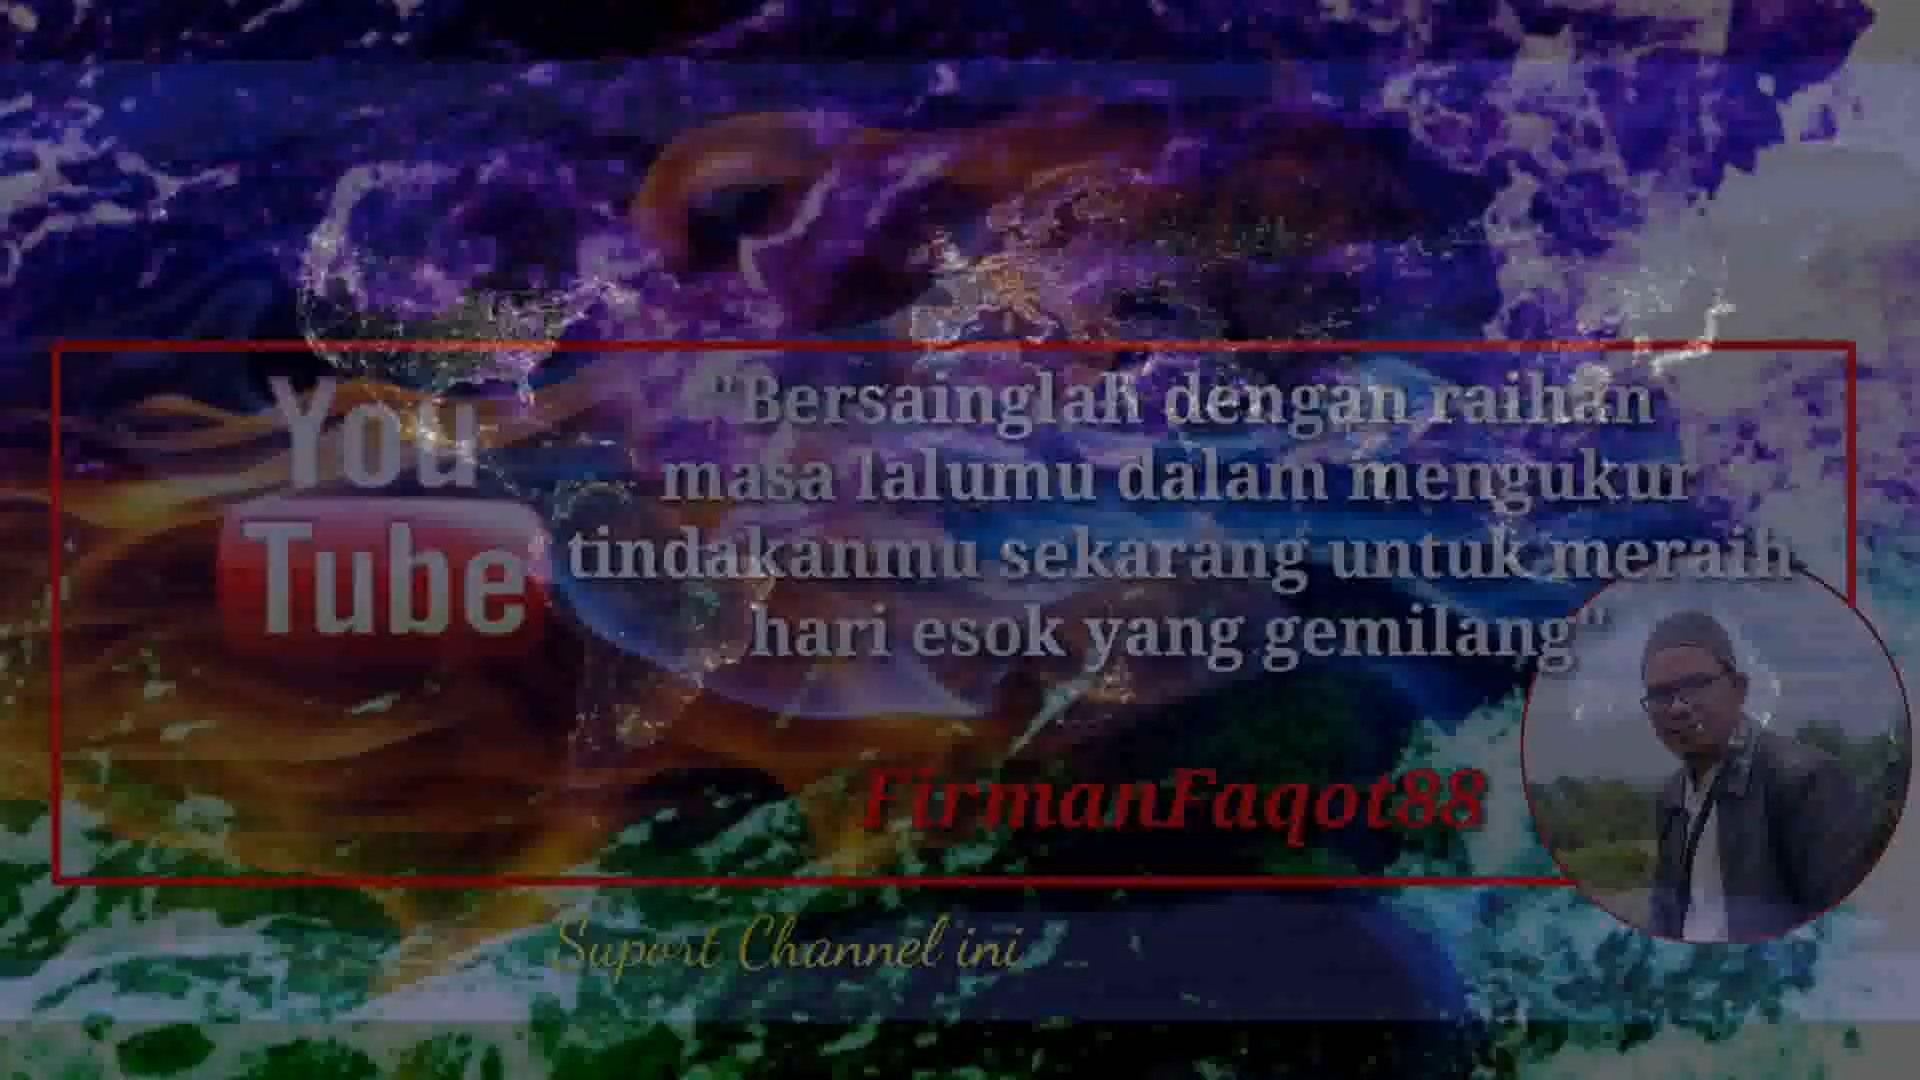 You
Tube
"Bersainglah dengan raihan
masa lalumu dalam mengukur
tindakanmu sekarang untuk meraih
hari esok yang gemilang"
FirmanFaqot88
Suport Channel ini ...